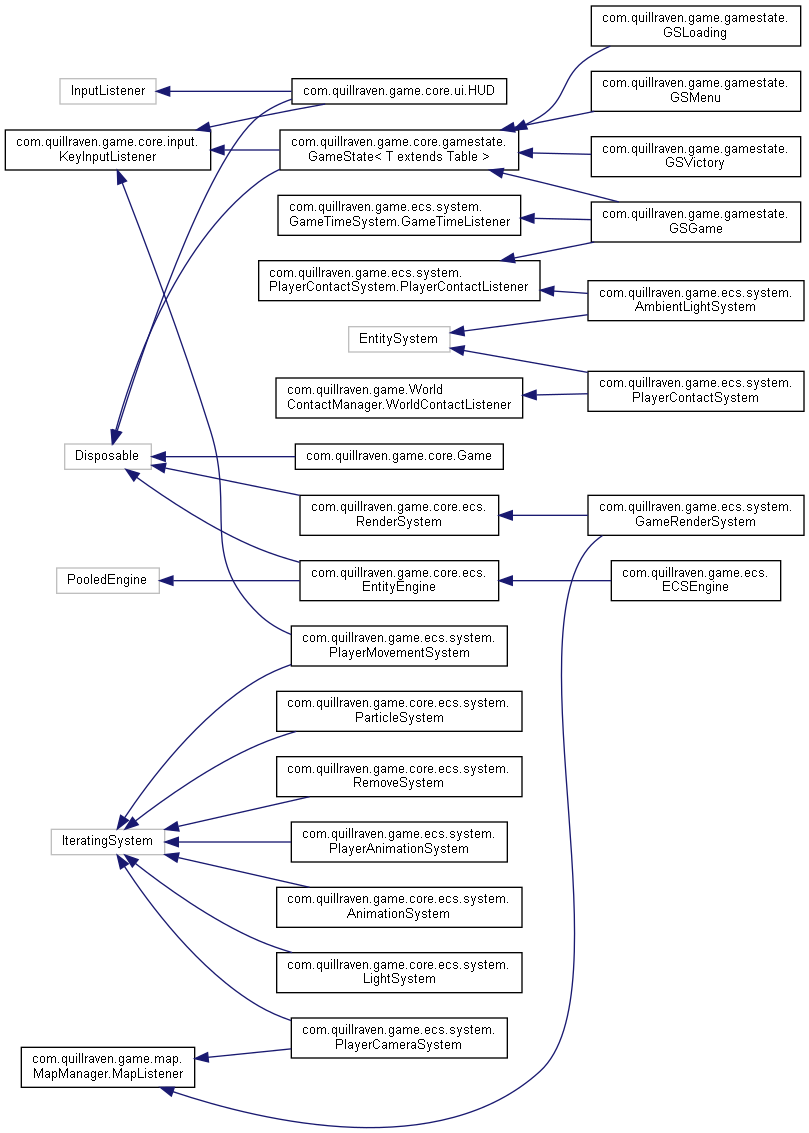 com.quillraven.game.gamestate.
GSLoading
InputListener
com.quillraven.game.core.ui.HUD
com.quillraven.game.gamestate.
GSMenu
com.quillraven.game.core.input.
KeyInputListener
com.quillraven.game.core.gamestate.
GameState< T extends Table >
com.quillraven.game.gamestate.
GSVictory
com.quillraven.game.ecs.system.
GameTimeSystem.GameTimeListener
com.quillraven.game.gamestate.
GSGame
com.quillraven.game.ecs.system.
PlayerContactSystem.PlayerContactListener
com.quillraven.game.ecs.system.
AmbientLightSystem
EntitySystem
com.quillraven.game.World
ContactManager.WorldContactListener
com.quillraven.game.ecs.system.
PlayerContactSystem
Disposable
com.quillraven.game.core.Game
com.quillraven.game.core.ecs.
RenderSystem
com.quillraven.game.ecs.system.
GameRenderSystem
PooledEngine
com.quillraven.game.core.ecs.
EntityEngine
com.quillraven.game.ecs.
ECSEngine
com.quillraven.game.ecs.system.
PlayerMovementSystem
com.quillraven.game.core.ecs.system.
ParticleSystem
com.quillraven.game.core.ecs.system.
RemoveSystem
IteratingSystem
com.quillraven.game.ecs.system.
PlayerAnimationSystem
com.quillraven.game.core.ecs.system.
AnimationSystem
com.quillraven.game.core.ecs.system.
LightSystem
com.quillraven.game.ecs.system.
PlayerCameraSystem
com.quillraven.game.map.
MapManager.MapListener